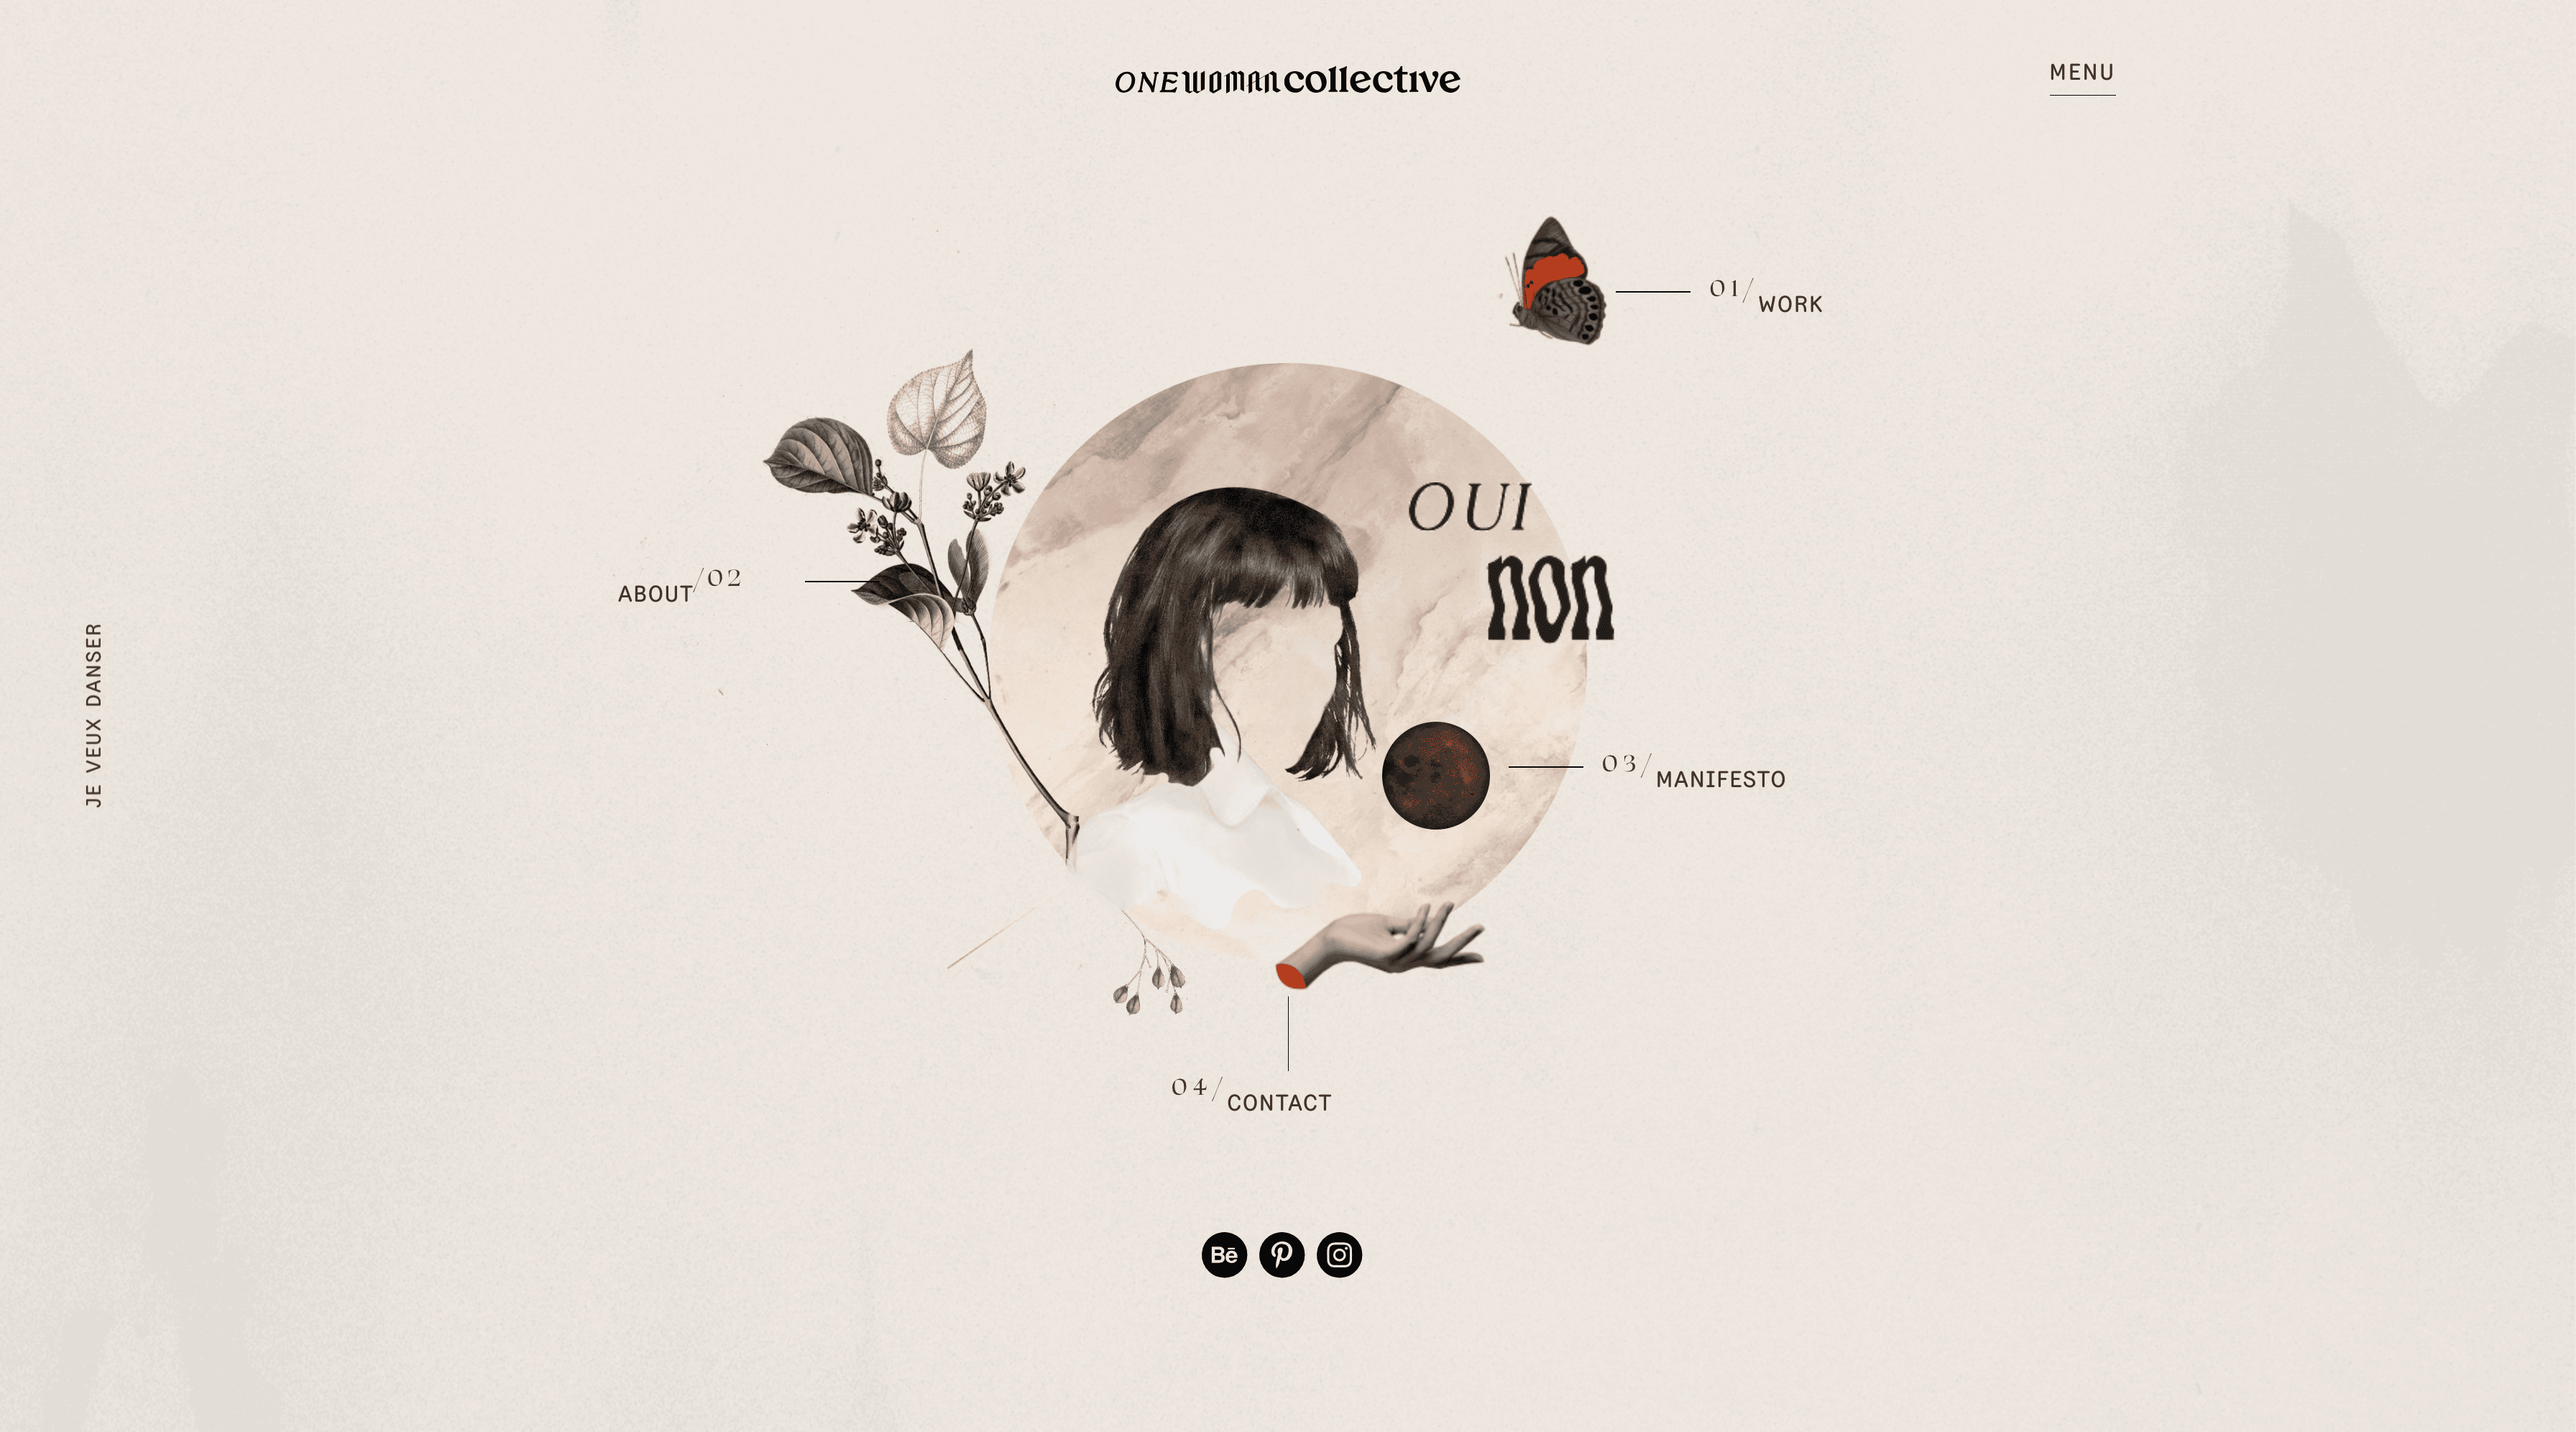 ONE WOMAN collective
MENU
01/ WORK
OUI
non
ABOUT /02
JE VEUX DANSER
03/ MANIFESTO
04/ CONTACT
Bē